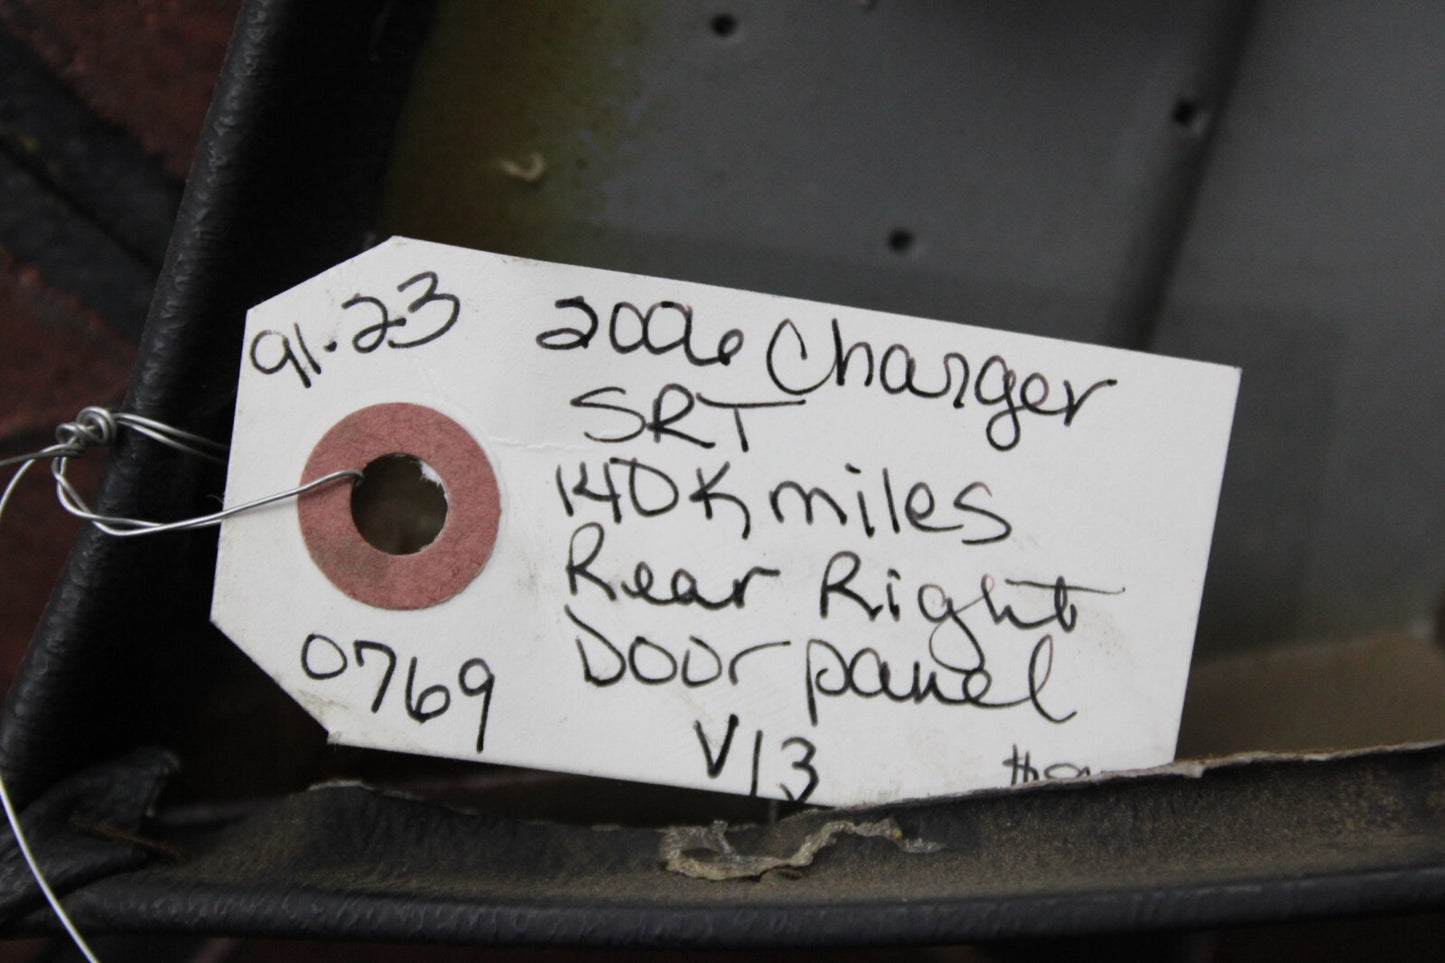 91.23
2006 Charger
SRT
140K miles
Rear Right
Door panel
V13
0769